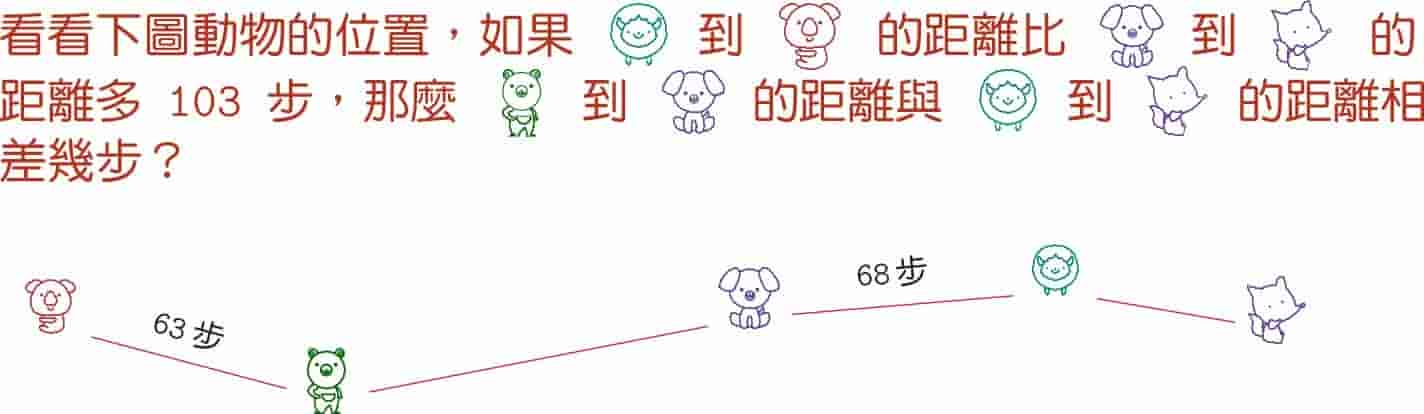 看看下圖動物的位置，如果 到 的距離比 到 的
距離多 103 步，那麼 到 的距離與 到 的距離相
差幾步？
68 步
63 步